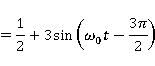 = 1/2 + 3 sin (ω₀t − 3π/2)